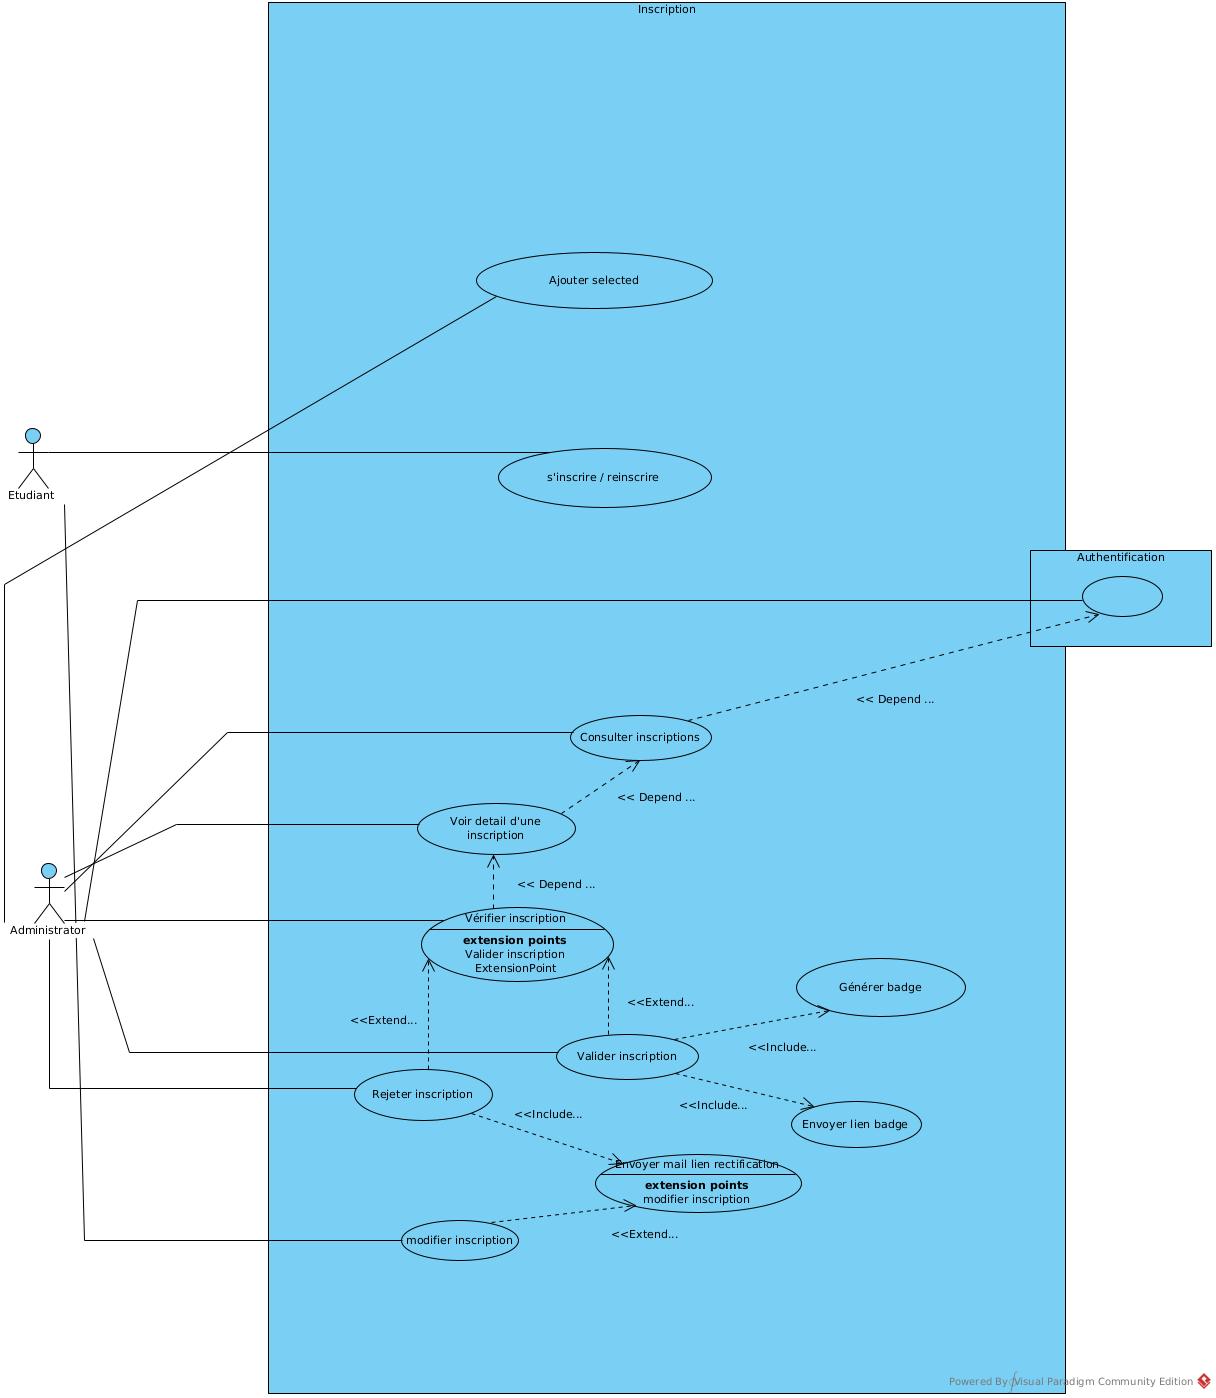 Inscription
Ajouter selected
s'inscrire / reinscrire
Etudiant
Authentification
<< Depend ...
Consulter inscriptions
<< Depend ...
Voir detail d'une
inscription
<< Depend ...
Vérifier inscription
extension points
Valider inscription
ExtensionPoint
Administrator
Générer badge
<<Extend...
<<Extend...
<<Include...
Valider inscription
Rejeter inscription
<<Include...
<<Include...
Envoyer lien badge
Envoyer mail lien rectification
extension points
modifier inscription
<<Extend...
modifier inscription
Powered By Visual Paradigm Community Edition